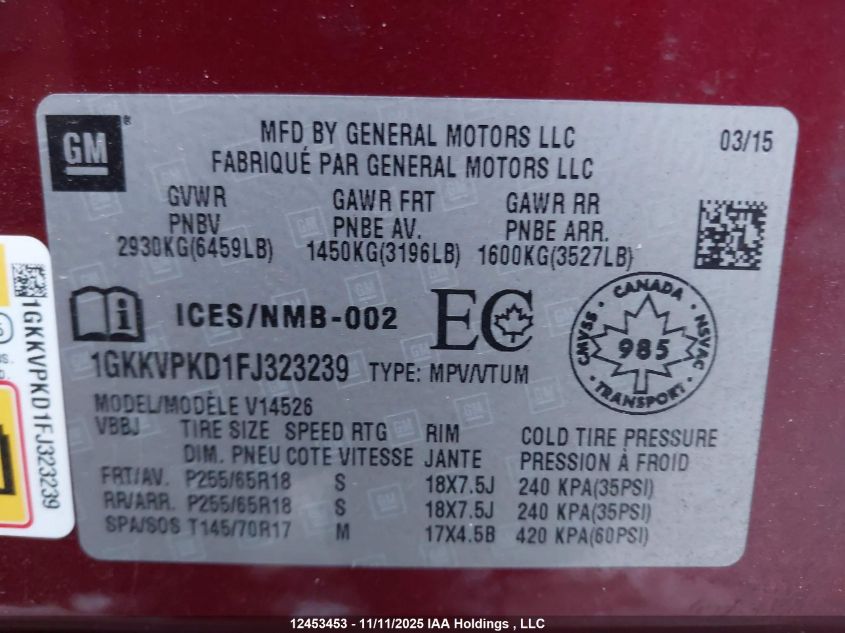 GM ®
MFD BY GENERAL MOTORS LLC 03/15
FABRIQUÉ PAR GENERAL MOTORS LLC
GVWR GAWR FRT GAWR RR
PNBV PNBE AV. PNBE ARR.
2930KG(6459LB) 1450KG(3196LB) 1600KG(3527LB)
i ICES/NMB-002 EC
CANADA CMVSS NSVAC 985 TRANSPORT
1GKKVPKD1FJ323239 TYPE: MPV/VTUM
MODEL/MODÈLE V14526
VBBJ TIRE SIZE SPEED RTG RIM COLD TIRE PRESSURE
DIM. PNEU COTE VITESSE JANTE PRESSION À FROID
FRT/AV. P255/65R18 S 18X7.5J 240 KPA(35PSI)
RR/ARR. P255/65R18 S 18X7.5J 240 KPA(35PSI)
SPA/SOS T145/70R17 M 17X4.5B 420 KPA(60PSI)
1GKKVPKD1FJ323239
12453453 - 11/11/2025 IAA Holdings , LLC